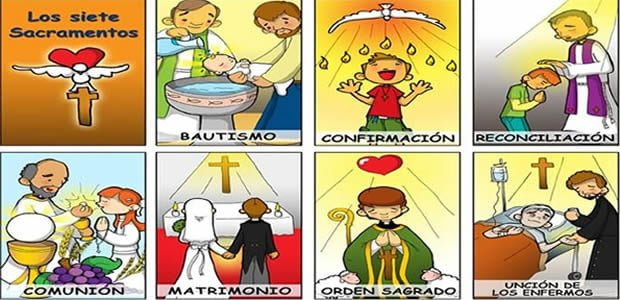 Los siete
Sacramentos
BAUTISMO
CONFIRMACIÓN
RECONCILIACIÓN
COMUNIÓN
MATRIMONIO
ORDEN SAGRADO
UNCIÓN DE
LOS ENFERMOS